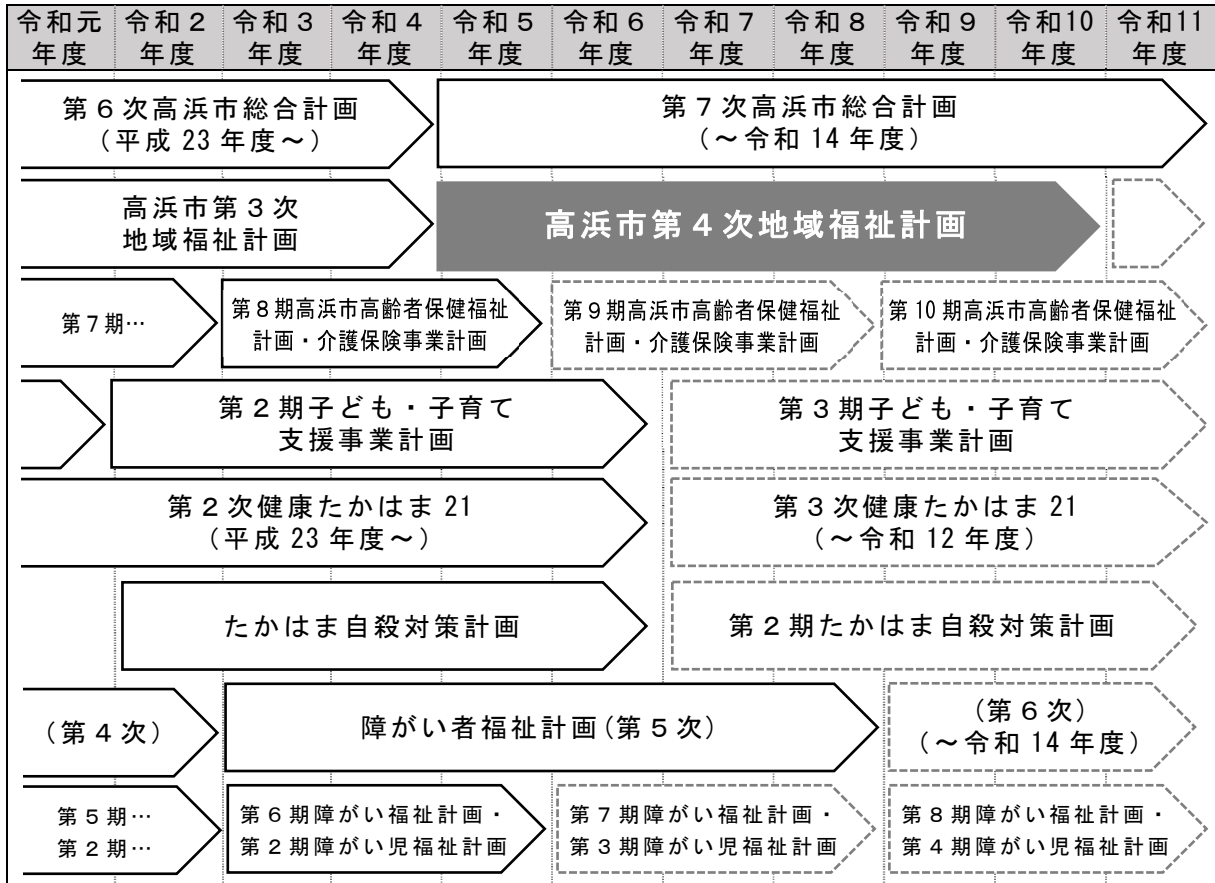 令和元 令和２ 令和３ 令和４ 令和５ 令和６ 令和７ 令和８ 令和９ 令和10 令和11
年度 年度 年度 年度 年度 年度 年度 年度 年度 年度 年度
第６次高浜市総合計画
（平成 23 年度～）
第７次高浜市総合計画
（～令和 14 年度）
高浜市第３次
地域福祉計画
高浜市第４次地域福祉計画
第７期…
第８期高浜市高齢者保健福祉
計画・介護保険事業計画
第９期高浜市高齢者保健福祉
計画・介護保険事業計画
第 10 期高浜市高齢者保健福祉
計画・介護保険事業計画
第２期子ども・子育て
支援事業計画
第３期子ども・子育て
支援事業計画
第２次健康たかはま 21
（平成 23 年度～）
第３次健康たかはま 21
（～令和 12 年度）
たかはま自殺対策計画
第２期たかはま自殺対策計画
（第４次）
障がい者福祉計画（第５次）
（第６次）
（～令和 14 年度）
第５期…
第２期…
第６期障がい福祉計画・
第２期障がい児福祉計画
第７期障がい福祉計画・
第３期障がい児福祉計画
第８期障がい福祉計画・
第４期障がい児福祉計画